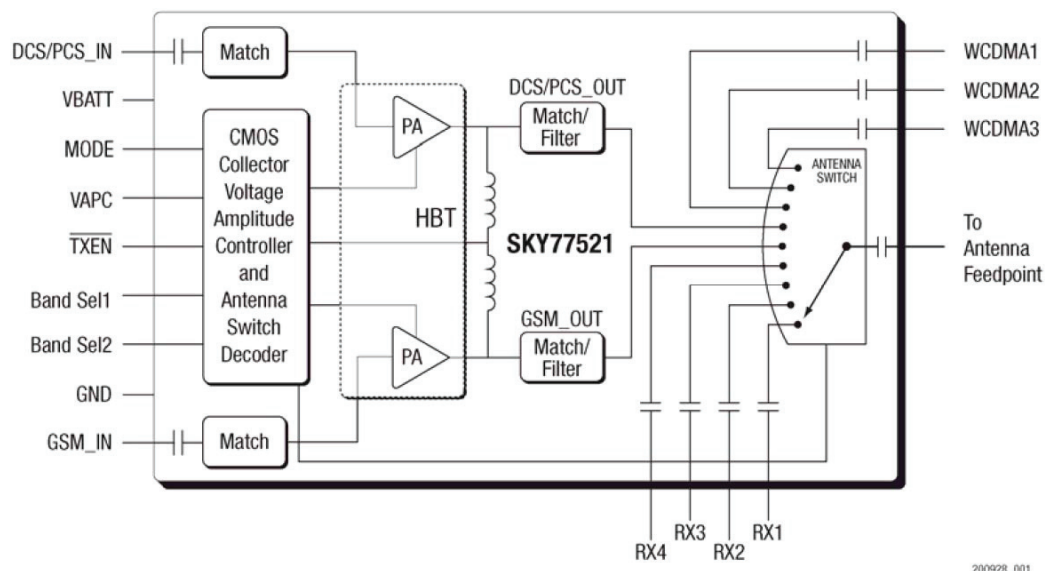 DCS/PCS_IN
VBATT
MODE
VAPC
TXEN
Band Sel1
Band Sel2
GND
GSM_IN
Match
CMOS
Collector
Voltage
Amplitude
Controller
and
Antenna
Switch
Decoder
Match
PA
HBT
PA
DCS/PCS_OUT
Match/
Filter
SKY77521
GSM_OUT
Match/
Filter
ANTENNA
SWITCH
WCDMA1
WCDMA2
WCDMA3
To
Antenna
Feedpoint
RX4
RX3
RX2
RX1
200928_001